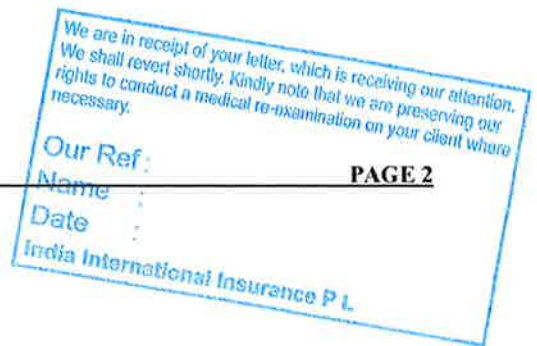 We are in receipt of your letter, which is receiving our attention.
We shall revert shortly. Kindly note that we are preserving our
rights to conduct a medical re-examination on your client where
necessary.
Our Ref :
PAGE 2
Name :
Date :
India International Insurance P L